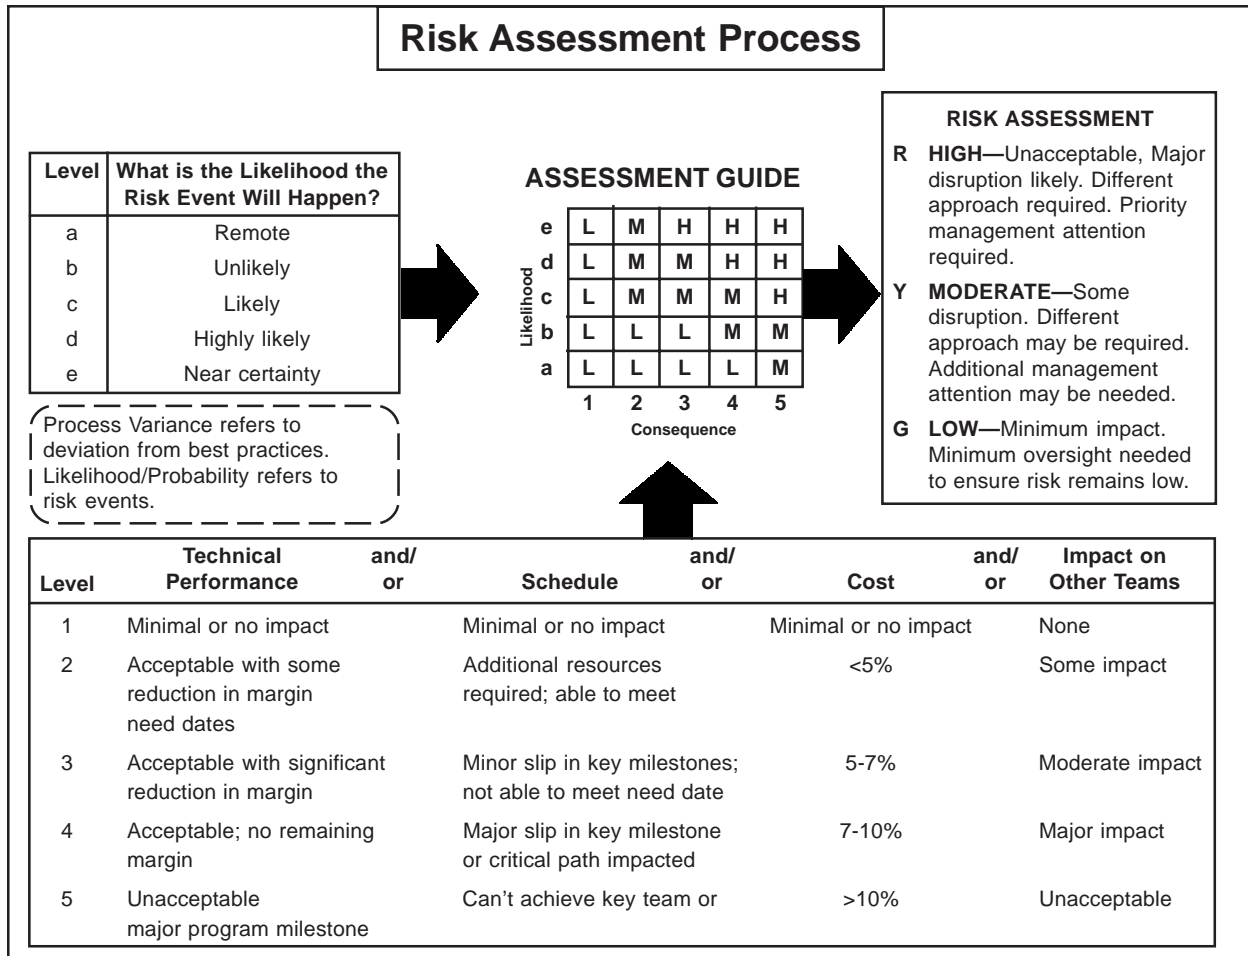 Risk Assessment Process
Level What is the Likelihood the
Risk Event Will Happen?
a Remote
b Unlikely
c Likely
d Highly likely
e Near certainty
Process Variance refers to
deviation from best practices.
Likelihood/Probability refers to
risk events.
ASSESSMENT GUIDE
Likelihood
e L M H H H
d L M M H H
c L M M M H
b L L L M M
a L L L L M
1 2 3 4 5
Consequence
RISK ASSESSMENT
R HIGH—Unacceptable, Major
disruption likely. Different
approach required. Priority
management attention
required.
Y MODERATE—Some
disruption. Different
approach may be required.
Additional management
attention may be needed.
G LOW—Minimum impact.
Minimum oversight needed
to ensure risk remains low.
Technical and/ and/ and/ Impact on
Level Performance or Schedule or Cost or Other Teams
1 Minimal or no impact Minimal or no impact Minimal or no impact None
2 Acceptable with some Additional resources <5% Some impact
reduction in margin required; able to meet
need dates
3 Acceptable with significant Minor slip in key milestones; 5-7% Moderate impact
reduction in margin not able to meet need date
4 Acceptable; no remaining Major slip in key milestone 7-10% Major impact
margin or critical path impacted
5 Unacceptable Can't achieve key team or >10% Unacceptable
major program milestone